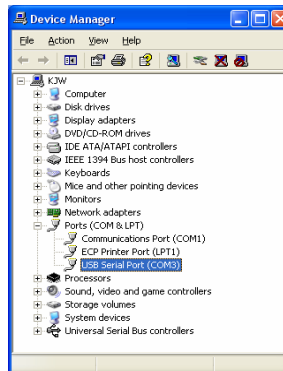 Device Manager
File Action View Help
KJW
Computer
Disk drives
Display adapters
DVD/CD-ROM drives
IDE ATA/ATAPI controllers
IEEE 1394 Bus host controllers
Keyboards
Mice and other pointing devices
Monitors
Network adapters
Ports (COM & LPT)
Communications Port (COM1)
ECP Printer Port (LPT1)
USB Serial Port (COM3)
Processors
Sound, video and game controllers
Storage volumes
System devices
Universal Serial Bus controllers